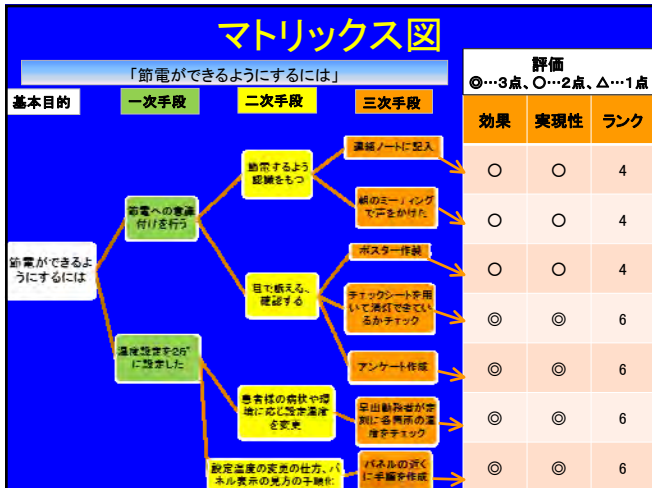 マトリックス図
「節電ができるようにするには」
評価
◎…3点、○…2点、△…1点
基本目的
一次手段
二次手段
三次手段
効果
実現性
ランク
節電ができるよ
うにするには
節電への意識
付けを行う
温度設定を26°
に設定した
節電するよう
認識をもつ
目で訴える、
確認する
患者様の病状や環
境に応じ設定温度
を変更
設定温度の変更の仕方、パ
ネル表示の見方の手順化
連絡ノートに記入
朝のミーティング
で声をかけた
ポスター作製
チェックシートを用
いて消灯できてい
るかチェック
アンケート作成
早出勤務者が定
刻に各箇所の温
度をチェック
パネルの近く
に手順を作成
○ ○ 4
○ ○ 4
○ ○ 4
◎ ◎ 6
◎ ◎ 6
◎ ◎ 6
◎ ◎ 6